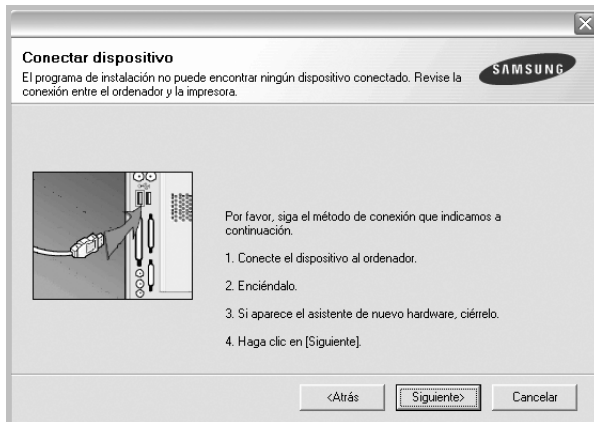 Conectar dispositivo
El programa de instalación no puede encontrar ningún dispositivo conectado. Revise la
conexión entre el ordenador y la impresora.
SAMSUNG
Por favor, siga el método de conexión que indicamos a
continuación.
1. Conecte el dispositivo al ordenador.
2. Enciéndalo.
3. Si aparece el asistente de nuevo hardware, ciérrelo.
4. Haga clic en [Siguiente].
<Atrás
Siguiente>
Cancelar